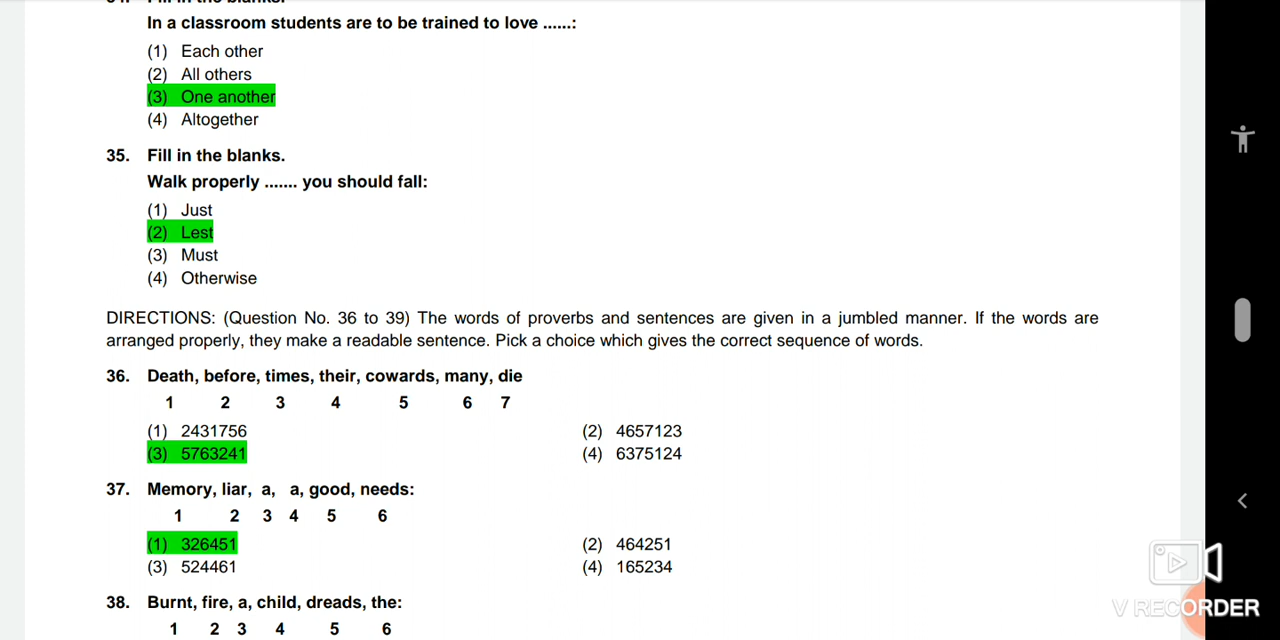 In a classroom students are to be trained to love ......:
(1) Each other
(2) All others
(3) One another
(4) Altogether
35. Fill in the blanks.
Walk properly ....... you should fall:
(1) Just
(2) Lest
(3) Must
(4) Otherwise
DIRECTIONS: (Question No. 36 to 39) The words of proverbs and sentences are given in a jumbled manner. If the words are
arranged properly, they make a readable sentence. Pick a choice which gives the correct sequence of words.
36. Death, before, times, their, cowards, many, die
1 2 3 4 5 6 7
(1) 2431756 (2) 4657123
(3) 5763241 (4) 6375124
37. Memory, liar, a, a, good, needs:
1 2 3 4 5 6
(1) 326451 (2) 464251
(3) 524461 (4) 165234
38. Burnt, fire, a, child, dreads, the:
1 2 3 4 5 6
V RECORDER